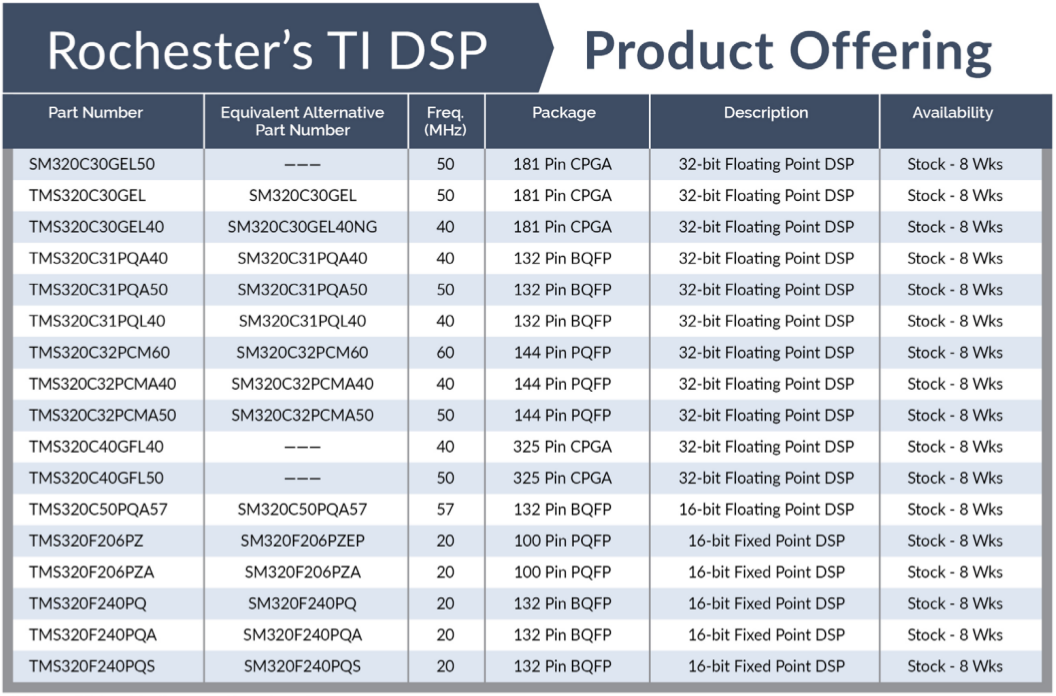 Rochester's TI DSP Product Offering
Part Number Equivalent Alternative Part Number Freq. (MHz) Package Description Availability
SM320C30GEL50 ––– 50 181 Pin CPGA 32-bit Floating Point DSP Stock - 8 Wks
TMS320C30GEL SM320C30GEL 50 181 Pin CPGA 32-bit Floating Point DSP Stock - 8 Wks
TMS320C30GEL40 SM320C30GEL40NG 40 181 Pin CPGA 32-bit Floating Point DSP Stock - 8 Wks
TMS320C31PQA40 SM320C31PQA40 40 132 Pin BQFP 32-bit Floating Point DSP Stock - 8 Wks
TMS320C31PQA50 SM320C31PQA50 50 132 Pin BQFP 32-bit Floating Point DSP Stock - 8 Wks
TMS320C31PQL40 SM320C31PQL40 40 132 Pin BQFP 32-bit Floating Point DSP Stock - 8 Wks
TMS320C32PCM60 SM320C32PCM60 60 144 Pin PQFP 32-bit Floating Point DSP Stock - 8 Wks
TMS320C32PCMA40 SM320C32PCMA40 40 144 Pin PQFP 32-bit Floating Point DSP Stock - 8 Wks
TMS320C32PCMA50 SM320C32PCMA50 50 144 Pin PQFP 32-bit Floating Point DSP Stock - 8 Wks
TMS320C40GFL40 ––– 40 325 Pin CPGA 32-bit Floating Point DSP Stock - 8 Wks
TMS320C40GFL50 ––– 50 325 Pin CPGA 32-bit Floating Point DSP Stock - 8 Wks
TMS320C50PQA57 SM320C50PQA57 57 132 Pin BQFP 16-bit Floating Point DSP Stock - 8 Wks
TMS320F206PZ SM320F206PZEP 20 100 Pin PQFP 16-bit Fixed Point DSP Stock - 8 Wks
TMS320F206PZA SM320F206PZA 20 100 Pin PQFP 16-bit Fixed Point DSP Stock - 8 Wks
TMS320F240PQ SM320F240PQ 20 132 Pin BQFP 16-bit Fixed Point DSP Stock - 8 Wks
TMS320F240PQA SM320F240PQA 20 132 Pin BQFP 16-bit Fixed Point DSP Stock - 8 Wks
TMS320F240PQS SM320F240PQS 20 132 Pin BQFP 16-bit Fixed Point DSP Stock - 8 Wks